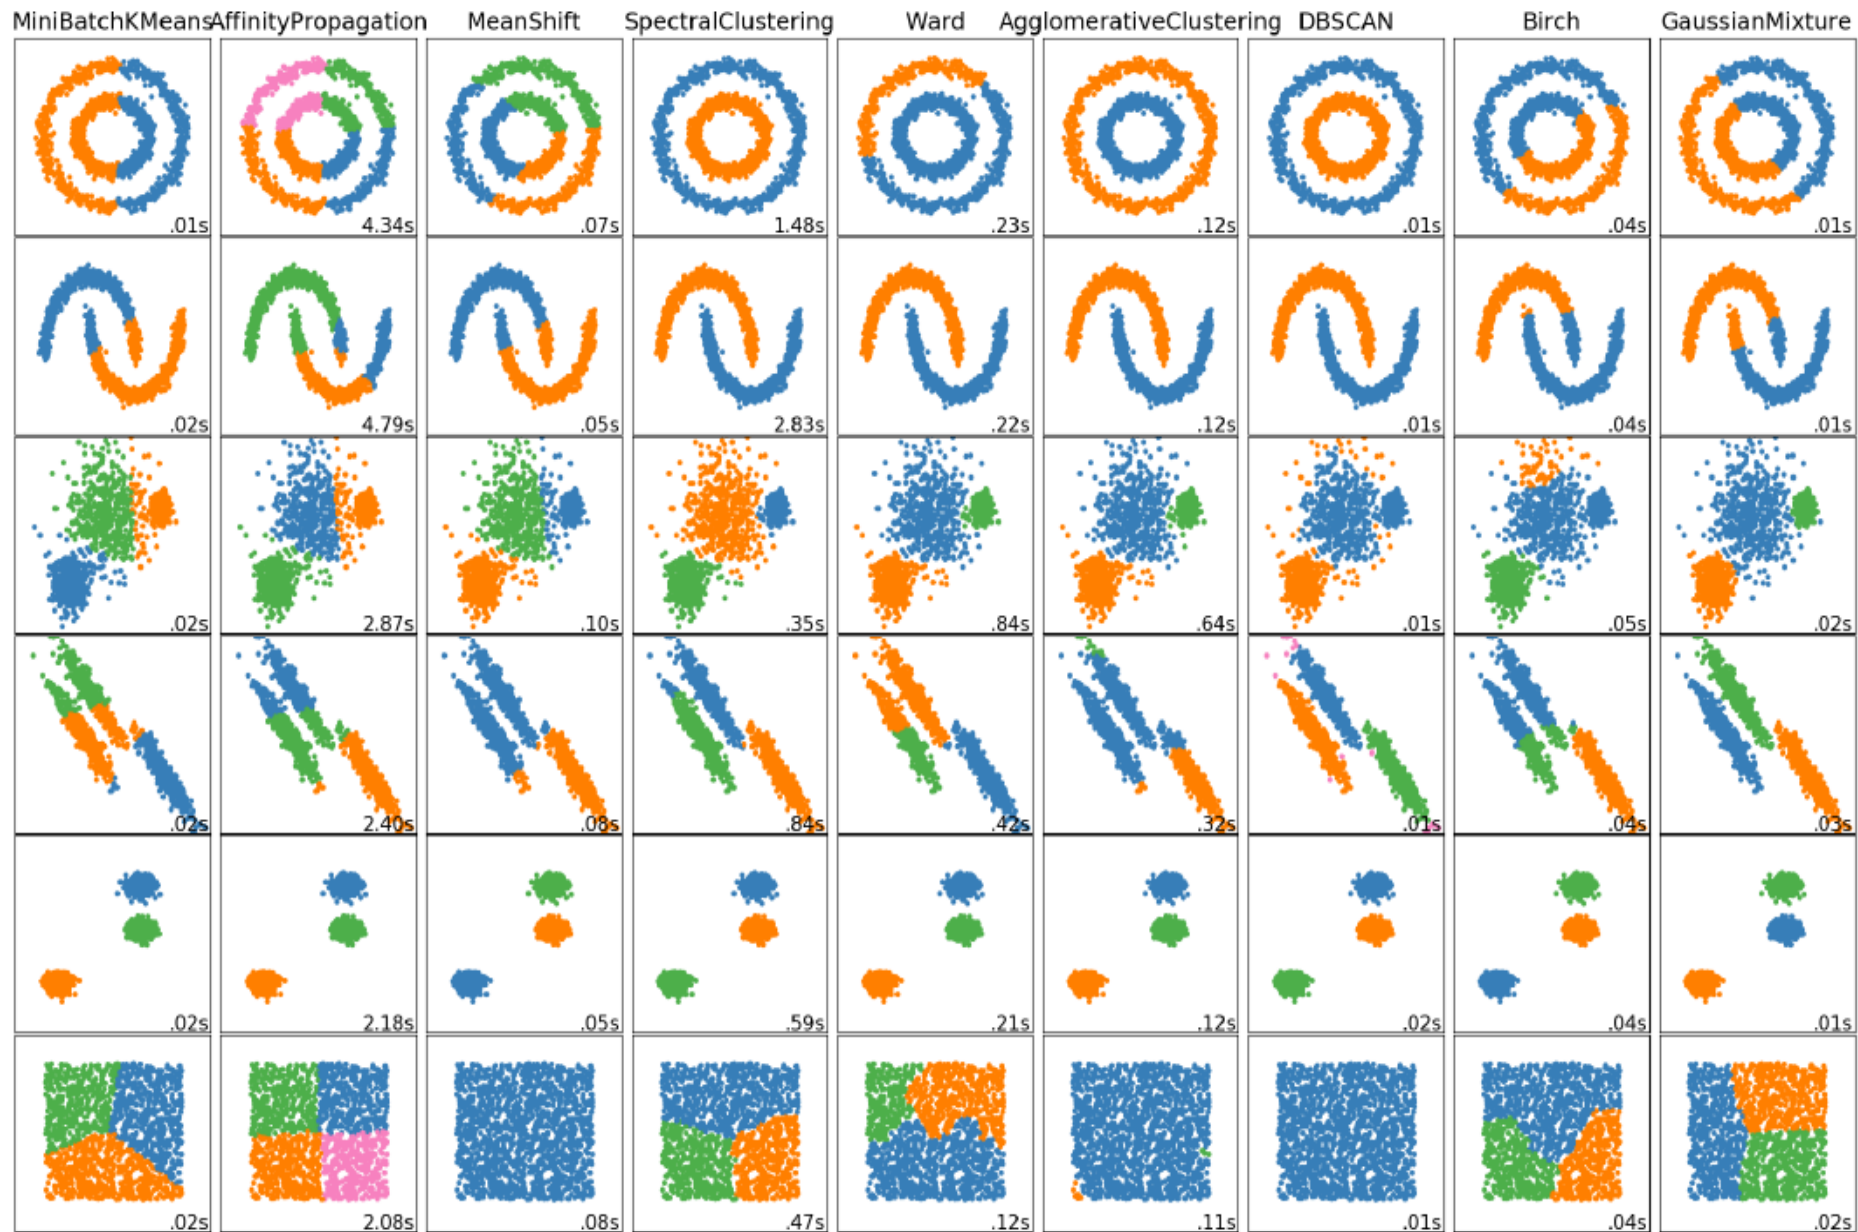 MiniBatchKMeans AffinityPropagation MeanShift SpectralClustering Ward AgglomerativeClustering DBSCAN Birch GaussianMixture
.01s 4.34s .07s 1.48s .23s .12s .01s .04s .01s
.02s 4.79s .05s 2.83s .22s .12s .01s .04s .01s
.02s 2.87s .10s .35s .84s .64s .01s .05s .02s
.02s 2.40s .08s .84s .42s .32s .01s .04s .03s
.02s 2.18s .05s .59s .21s .12s .02s .04s .01s
.02s 2.08s .08s .47s .12s .11s .01s .04s .02s